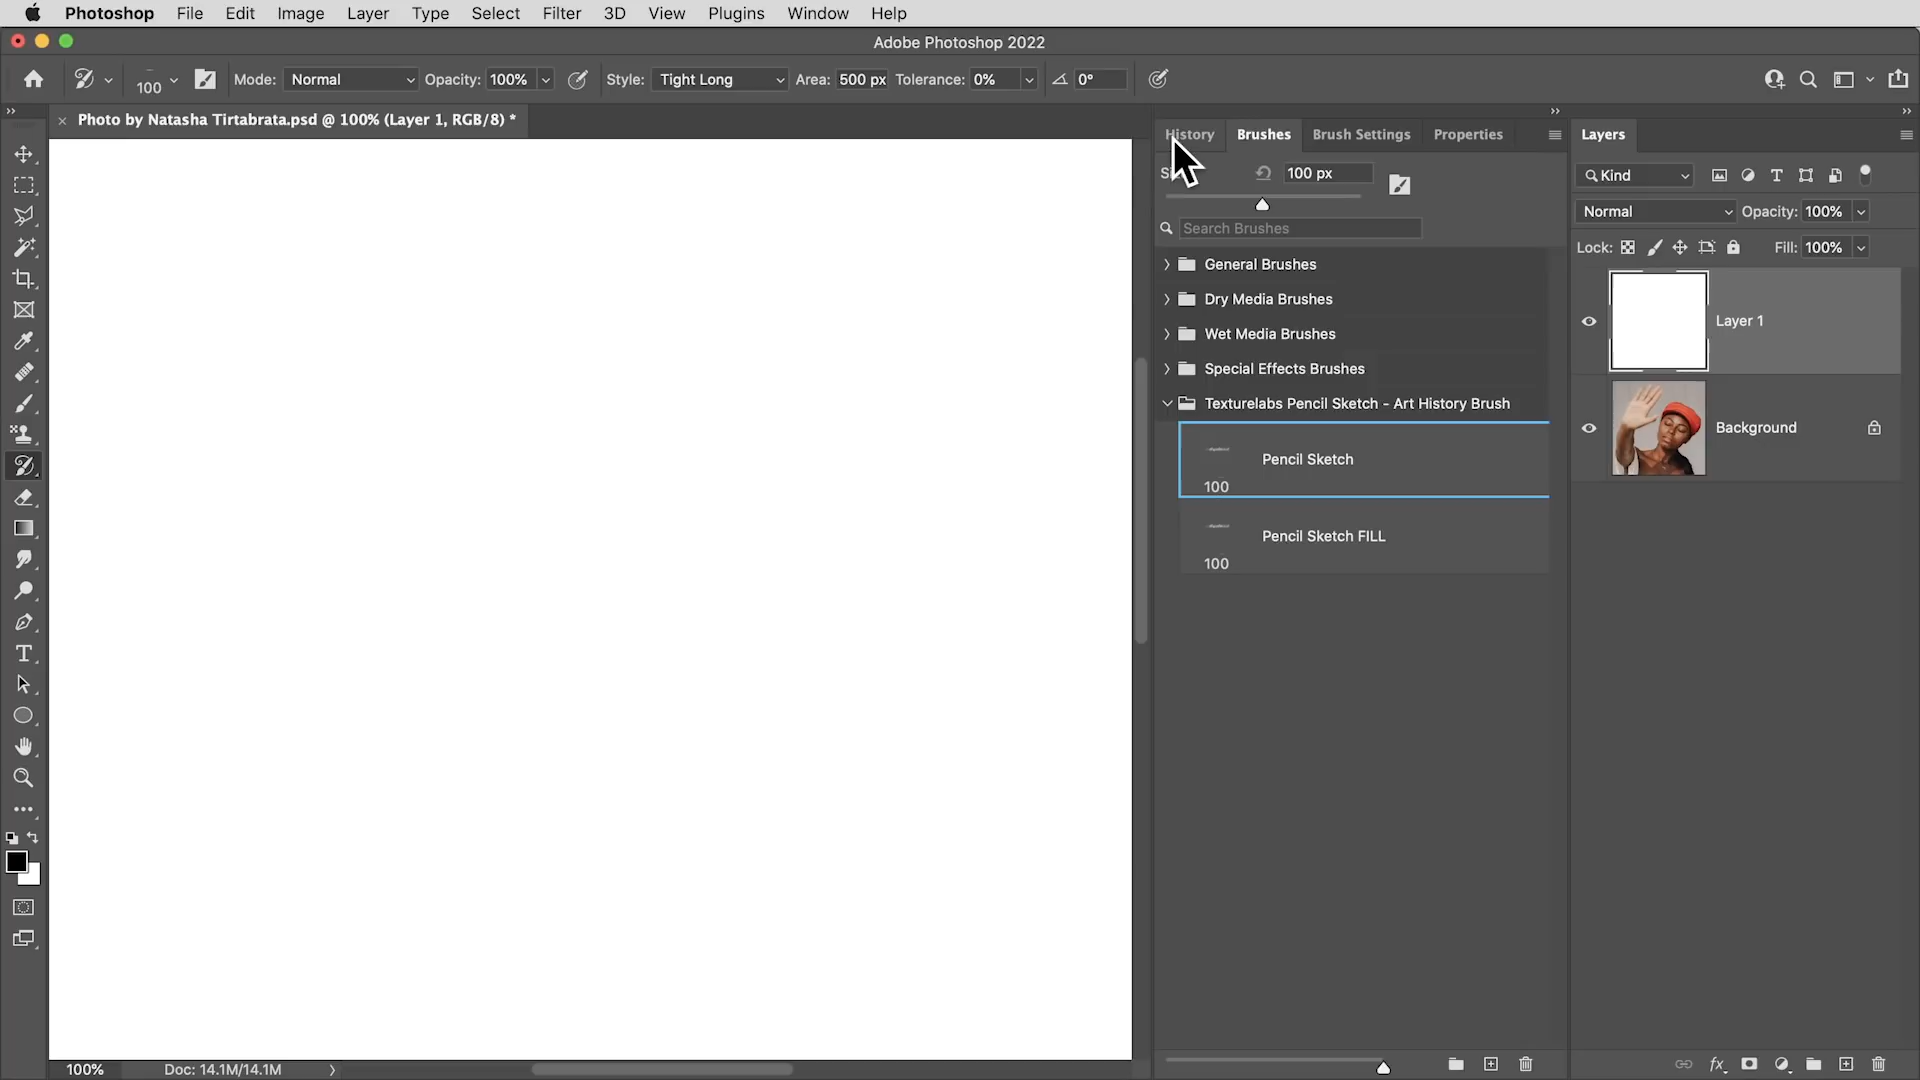 Photoshop File Edit Image Layer Type Select Filter 3D View Plugins Window Help
Adobe Photoshop 2022
100 Mode: Normal Opacity: 100% Style: Tight Long Area: 500 px Tolerance: 0% 0°
Photo by Natasha Tirtabrata.psd @ 100% (Layer 1, RGB/8) *
History Brushes Brush Settings Properties
100 px
Search Brushes
General Brushes
Dry Media Brushes
Wet Media Brushes
Special Effects Brushes
Texturelabs Pencil Sketch - Art History Brush
Pencil Sketch
100
Pencil Sketch FILL
100
Layers
Kind
Normal Opacity: 100%
Lock: Fill: 100%
Layer 1
Background
fx
100% Doc: 14.1M/14.1M